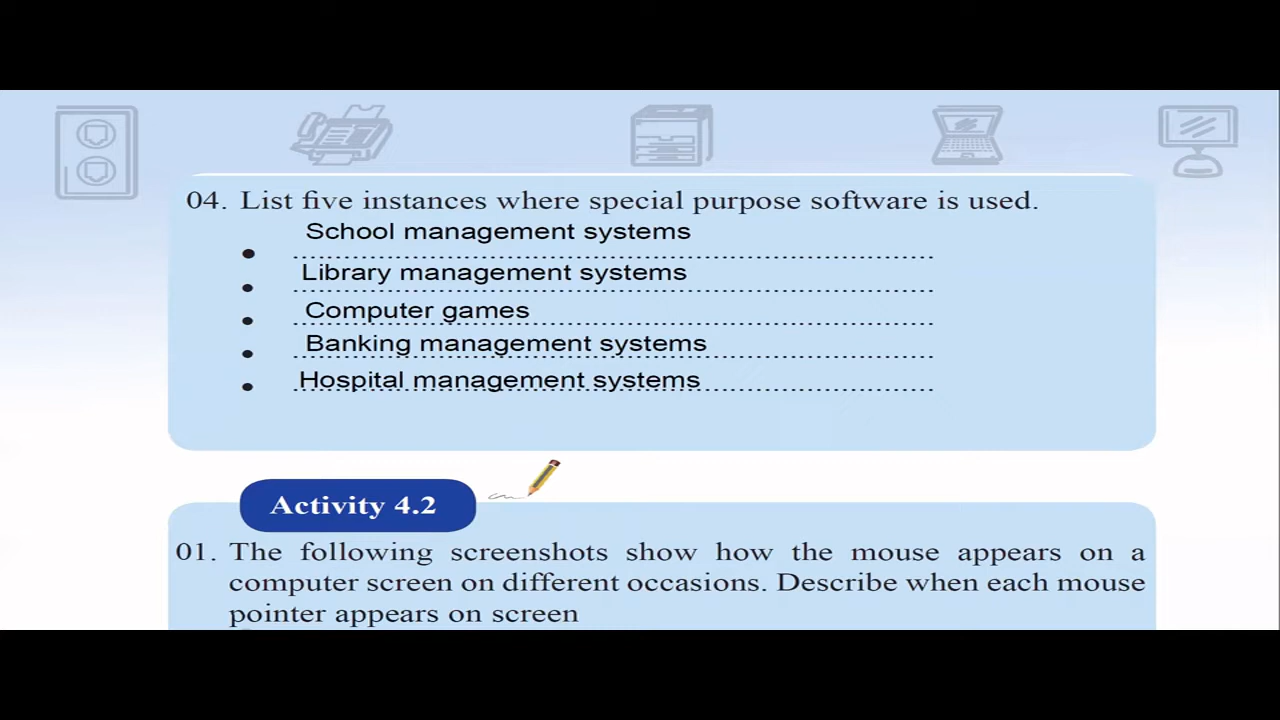 04. List five instances where special purpose software is used.
• School management systems
• Library management systems
• Computer games
• Banking management systems
• Hospital management systems
Activity 4.2
01. The following screenshots show how the mouse appears on a
computer screen on different occasions. Describe when each mouse
pointer appears on screen